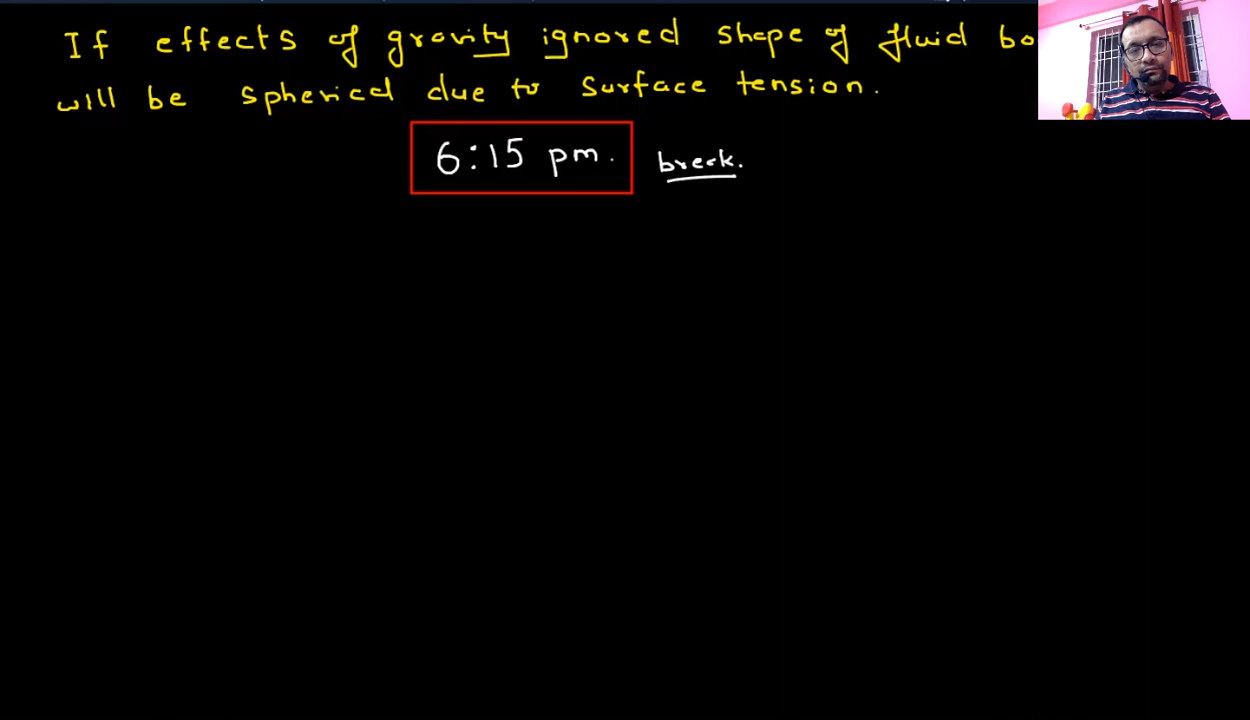 If effects of gravity ignored shape of fluid bo
will be spherical due to surface tension.
6:15 pm.
break.